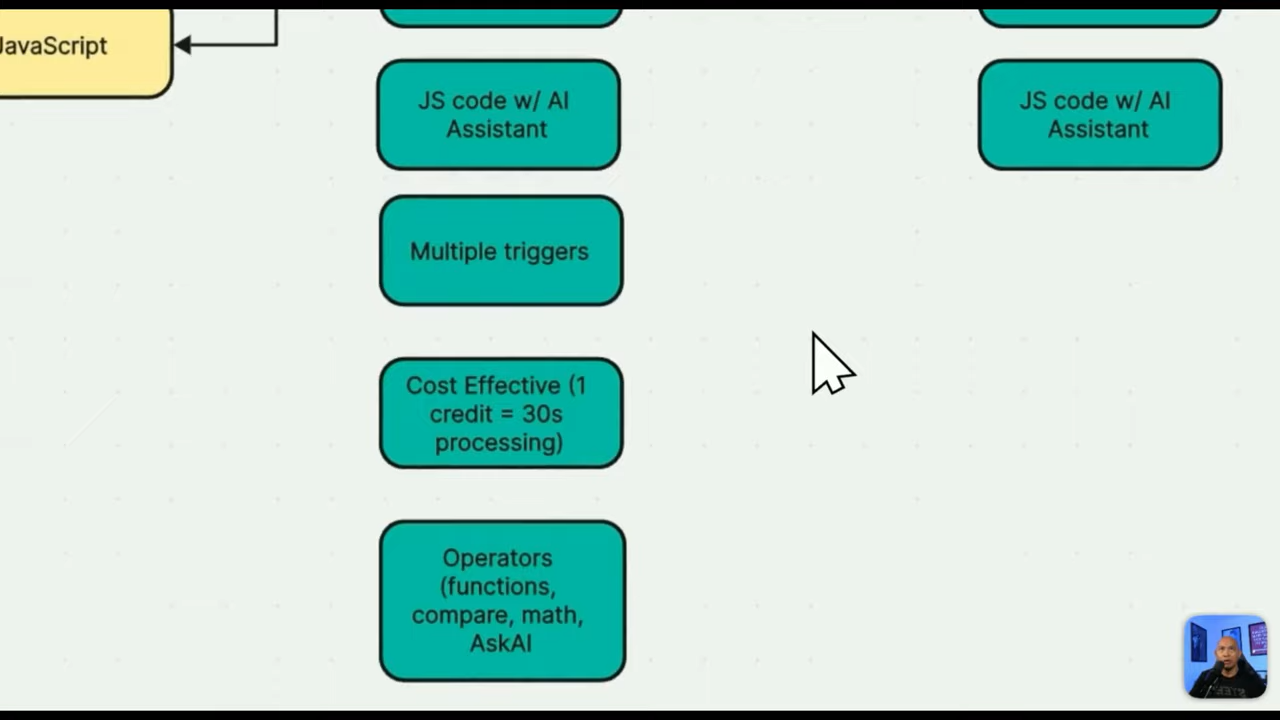 JavaScript
JS code w/ AI
Assistant
JS code w/ AI
Assistant
Multiple triggers
Cost Effective (1
credit = 30s
processing)
Operators
(functions,
compare, math,
AskAI